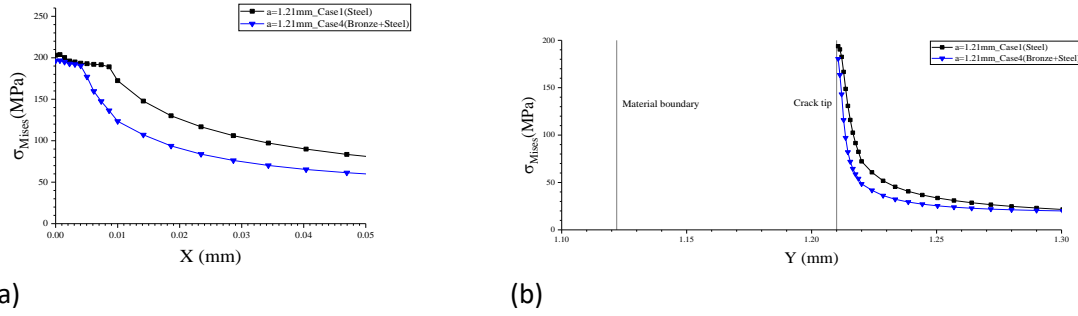 a=1.21mm_Case1(Steel)
a=1.21mm_Case4(Bronze+Steel)
250
200
150
100
50
0
σMises(MPa)
0.00 0.01 0.02 0.03 0.04 0.05
X (mm)
a)
a=1.21mm_Case1(Steel)
a=1.21mm_Case4(Bronze+Steel)
200
150
100
50
0
σMises(MPa)
Material boundary
Crack tip
1.10 1.15 1.20 1.25 1.30
Y (mm)
(b)